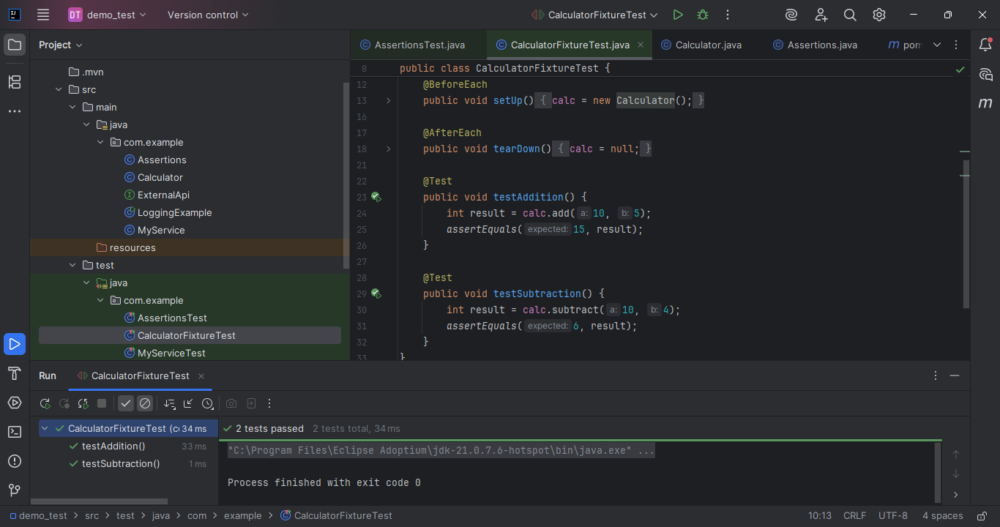 DT demo_test Version control CalculatorFixtureTest
Project
AssertionsTest.java CalculatorFixtureTest.java Calculator.java Assertions.java m pom
.mvn
src
main
java
com.example
Assertions
Calculator
ExternalApi
LoggingExample
MyService
resources
test
java
com.example
AssertionsTest
CalculatorFixtureTest
MyServiceTest
8 public class CalculatorFixtureTest {
12 @BeforeEach
13 public void setUp() { calc = new Calculator(); }
16
17 @AfterEach
18 public void tearDown() { calc = null; }
21
22 @Test
23 public void testAddition() {
24 int result = calc.add( a: 10, b: 5);
25 assertEquals( expected: 15, result);
26 }
27
28 @Test
29 public void testSubtraction() {
30 int result = calc.subtract( a: 10, b: 4);
31 assertEquals( expected: 6, result);
32 }
33 }
m
Run CalculatorFixtureTest
CalculatorFixtureTest (co 34 ms
testAddition() 33 ms
testSubtraction() 1 ms
2 tests passed 2 tests total, 34 ms
"C:\Program Files\Eclipse Adoptium\jdk-21.0.7.6-hotspot\bin\java.exe" ...
Process finished with exit code 0
demo_test > src > test > java > com > example > CalculatorFixtureTest 10:13 CRLF UTF-8 4 spaces